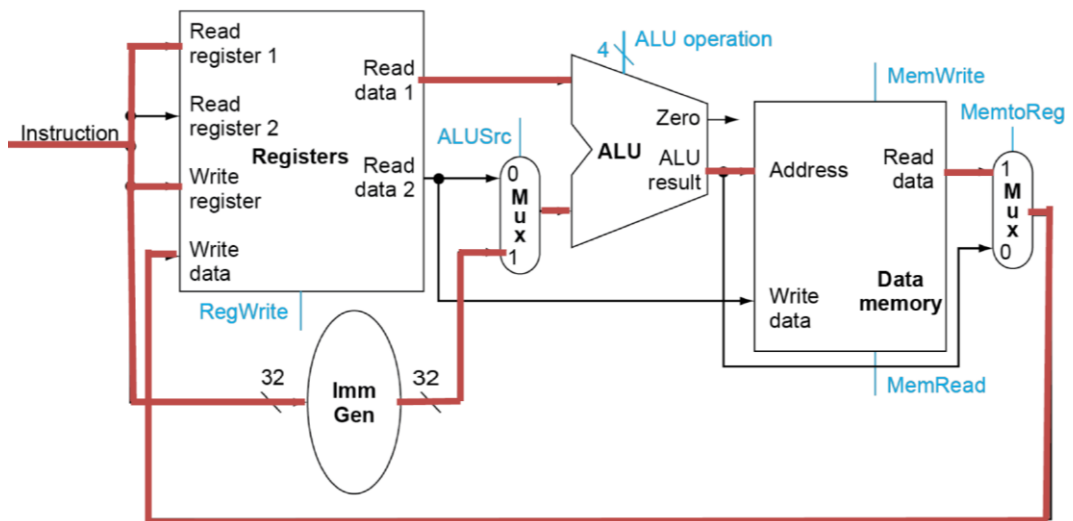 Instruction
Read
register 1
Read
register 2
Write
register
Write
data
Registers
Read
data 1
Read
data 2
RegWrite
32
Imm
Gen
32
ALUSrc
0
Mux
1
4
ALU operation
Zero
ALU
ALU
result
MemWrite
Address
Read
data
Write
data
Data
memory
MemRead
MemtoReg
1
Mux
0